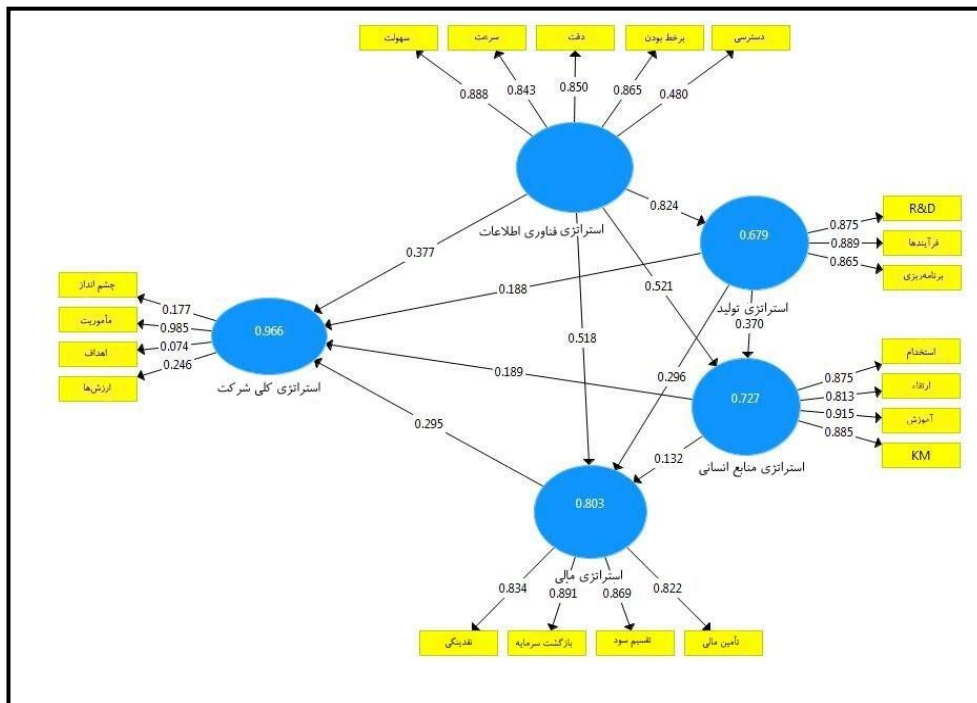 دسترسی
برخط بودن
دقت
سرعت
سهولت
0.888
0.843
0.850
0.865
0.480
استراتژی فناوری اطلاعات
0.824
0.377
0.188
0.518
0.521
0.679
استراتژی تولید
0.875
0.889
0.865
R&D
فرآیندها
برنامه‌ریزی
0.370
0.296
0.189
0.295
0.132
چشم انداز
مأموریت
اهداف
ارزش‌ها
0.177
0.985
0.074
0.246
0.966
استراتژی کلی شرکت
0.727
استراتژی منابع انسانی
0.875
0.813
0.915
0.885
استخدام
ارتقاء
آموزش
KM
0.803
استراتژی مالی
0.834
0.891
0.869
0.822
تأمین مالی
تقسیم سود
بازگشت سرمایه
نقدینگی